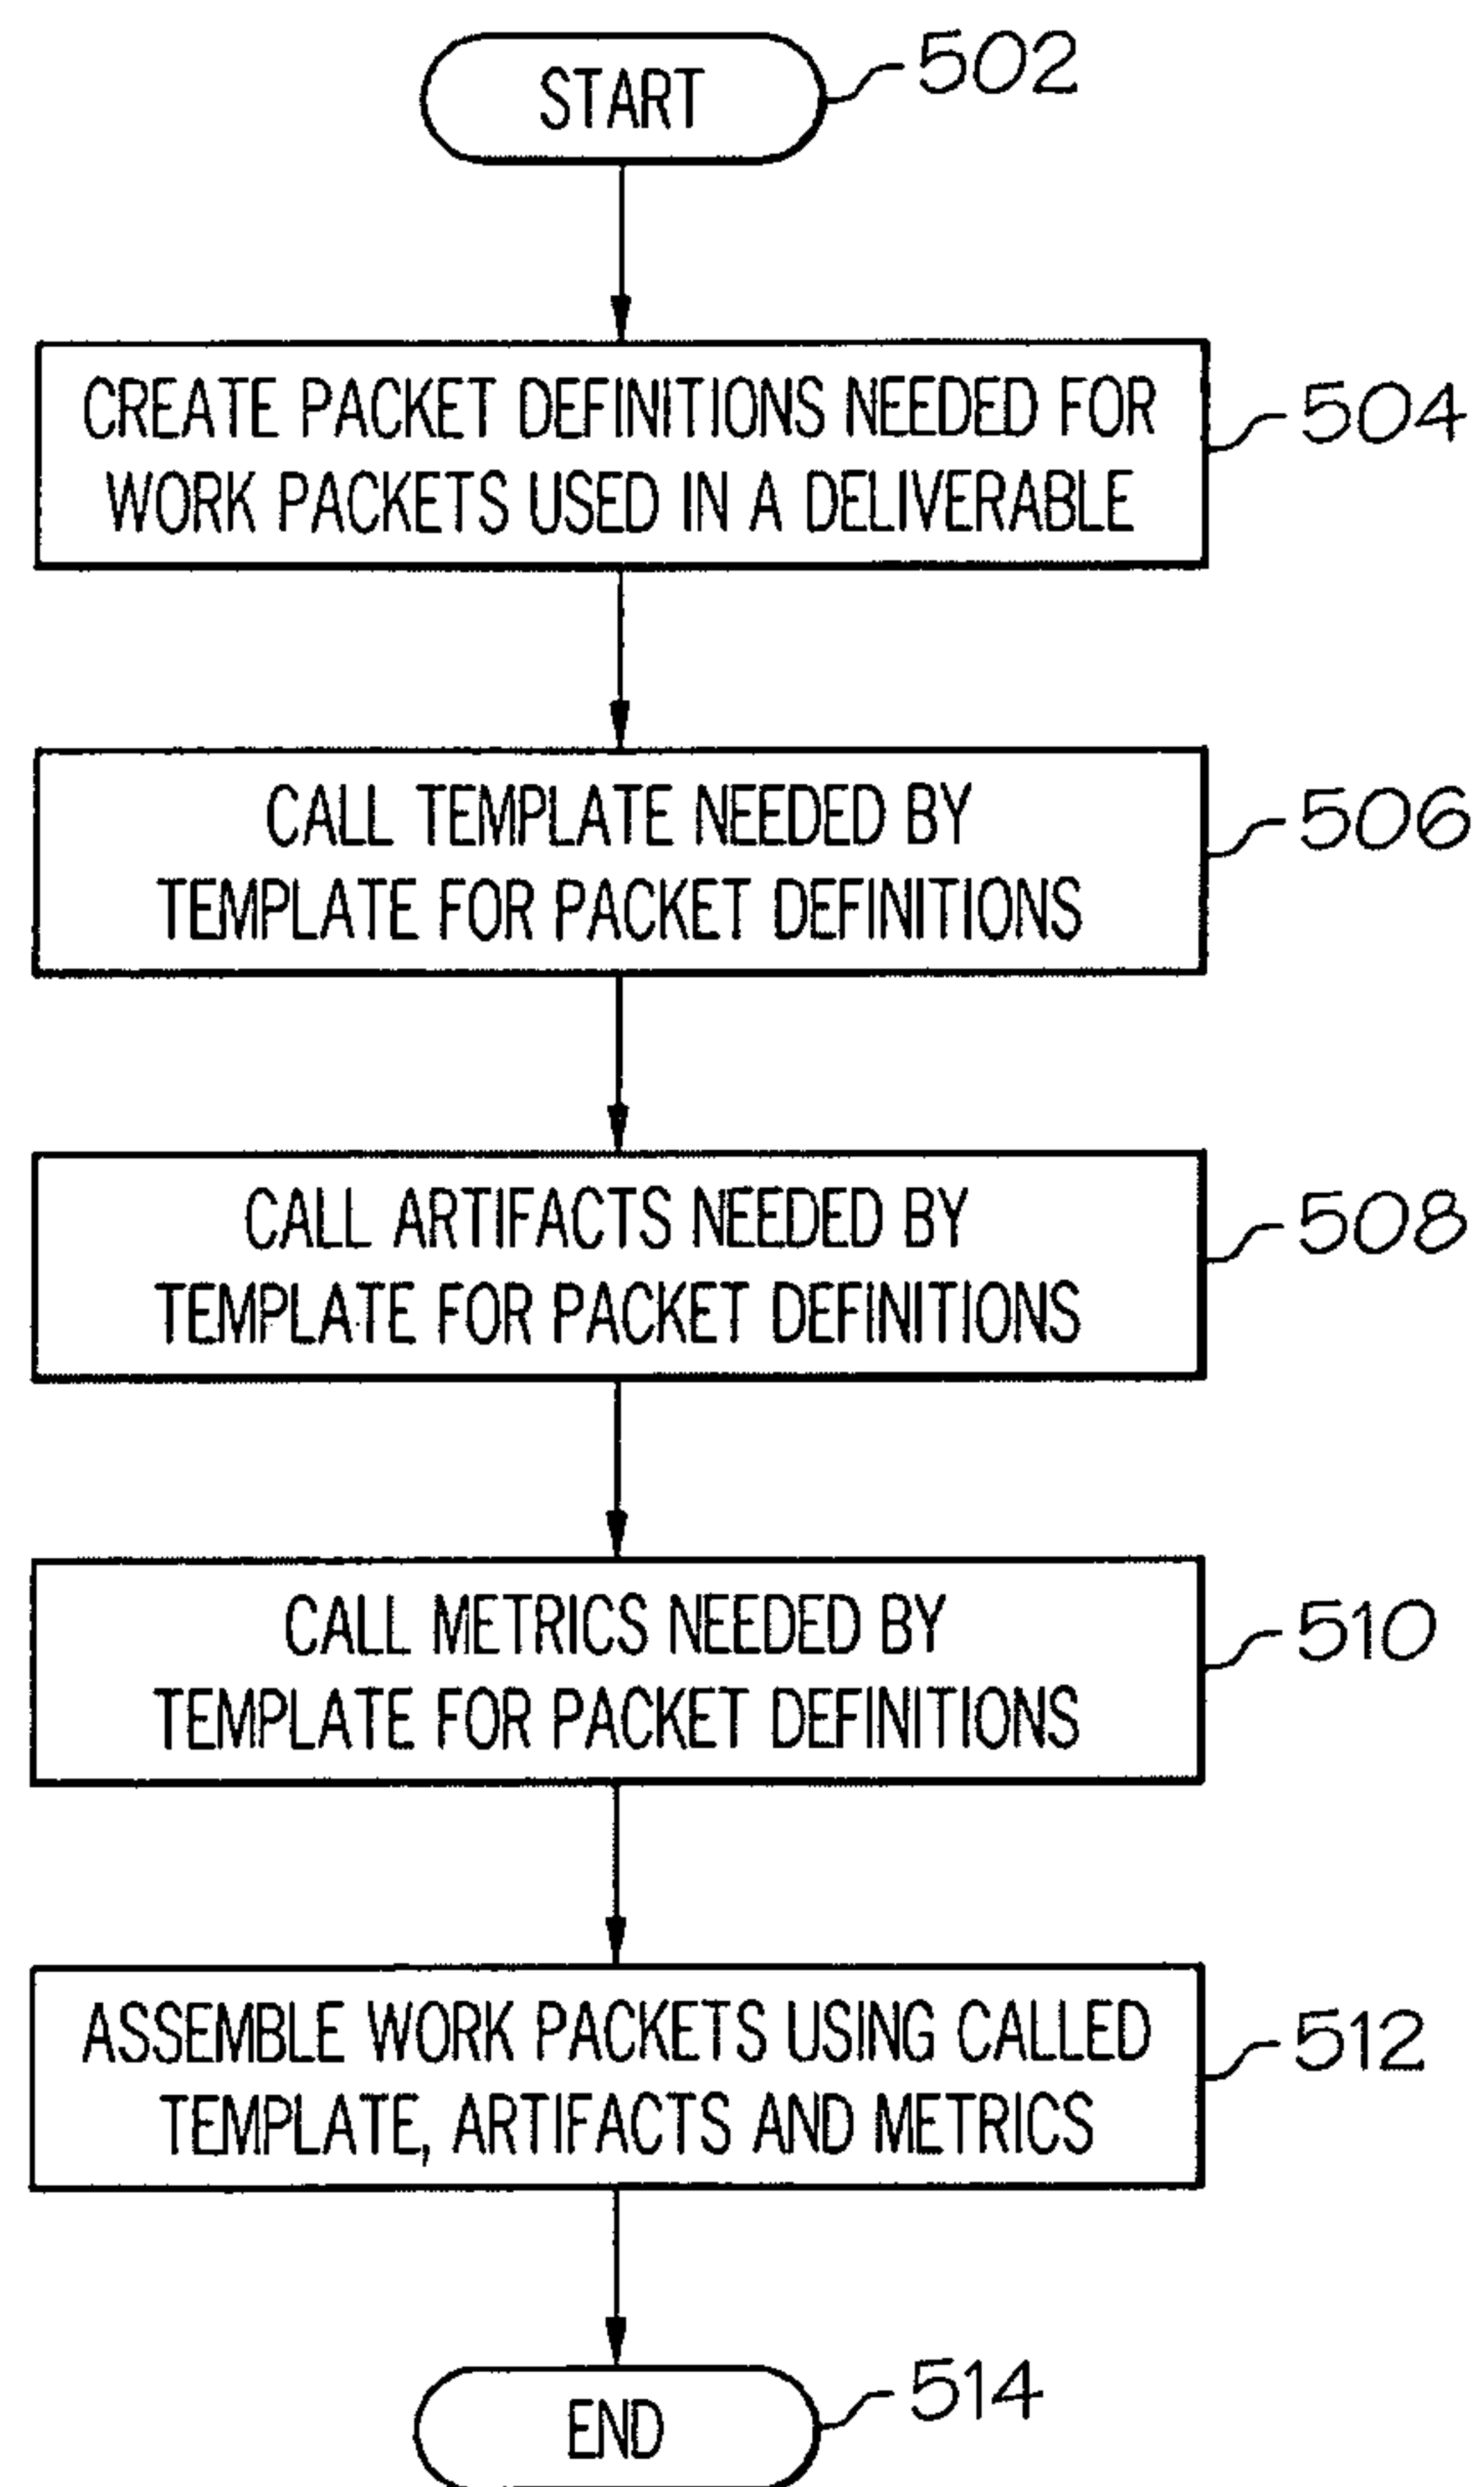 START
502
CREATE PACKET DEFINITIONS NEEDED FOR
WORK PACKETS USED IN A DELIVERABLE
504
CALL TEMPLATE NEEDED BY
TEMPLATE FOR PACKET DEFINITIONS
506
CALL ARTIFACTS NEEDED BY
TEMPLATE FOR PACKET DEFINITIONS
508
CALL METRICS NEEDED BY
TEMPLATE FOR PACKET DEFINITIONS
510
ASSEMBLE WORK PACKETS USING CALLED
TEMPLATE, ARTIFACTS AND METRICS
512
END
514